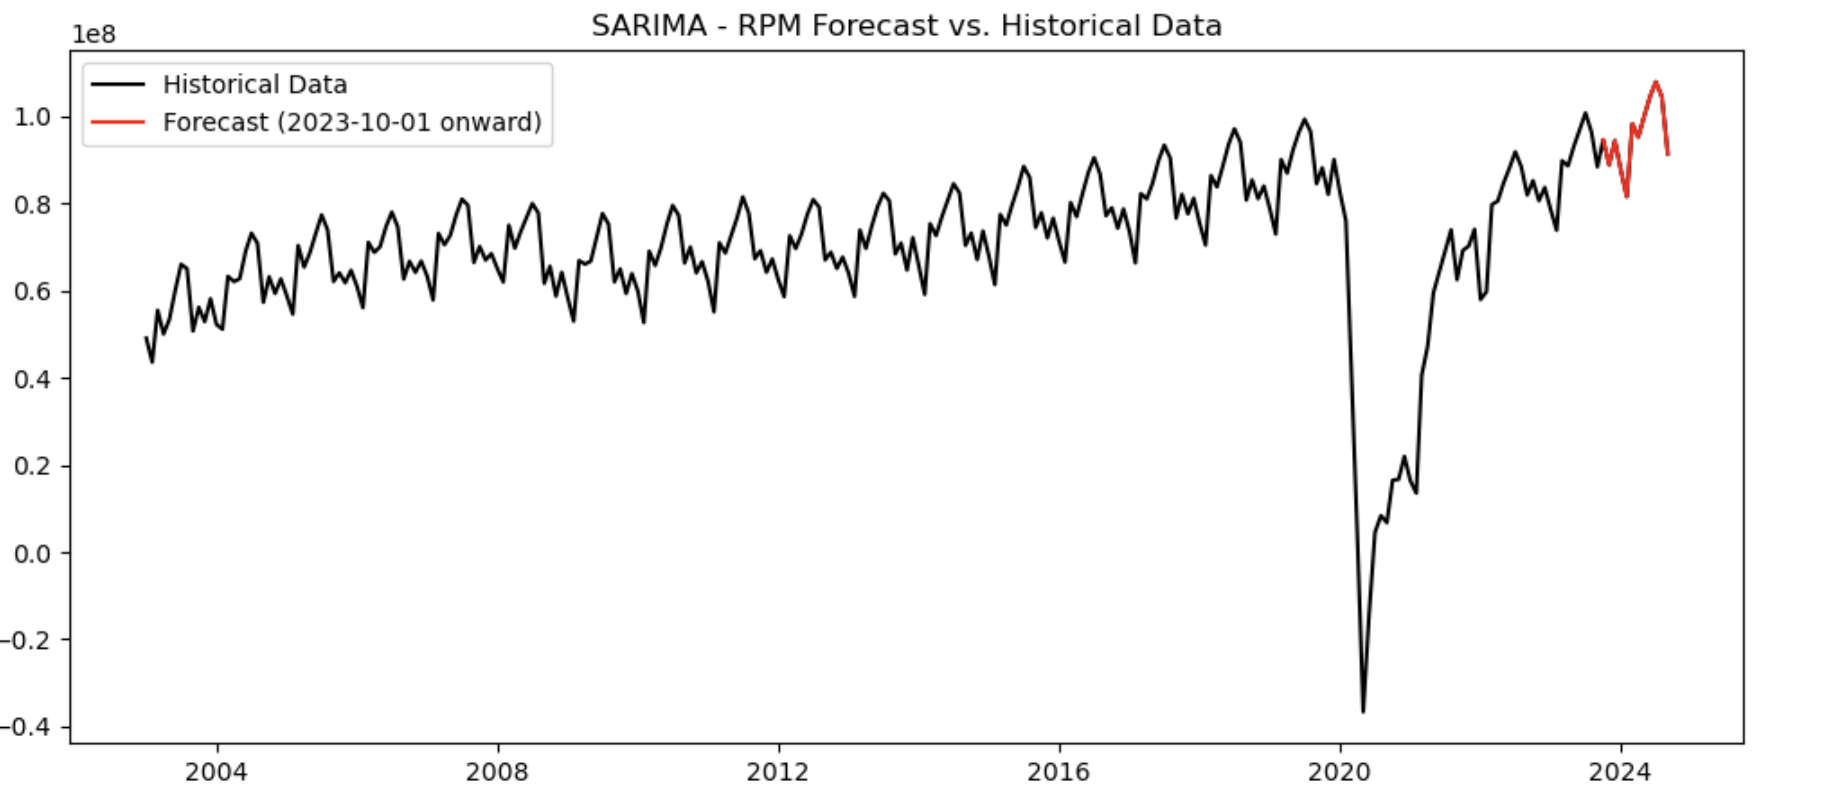 SARIMA - RPM Forecast vs. Historical Data
1e8
Historical Data
Forecast (2023-10-01 onward)
1.0
0.8
0.6
0.4
0.2
0.0
−0.2
−0.4
2004 2008 2012 2016 2020 2024